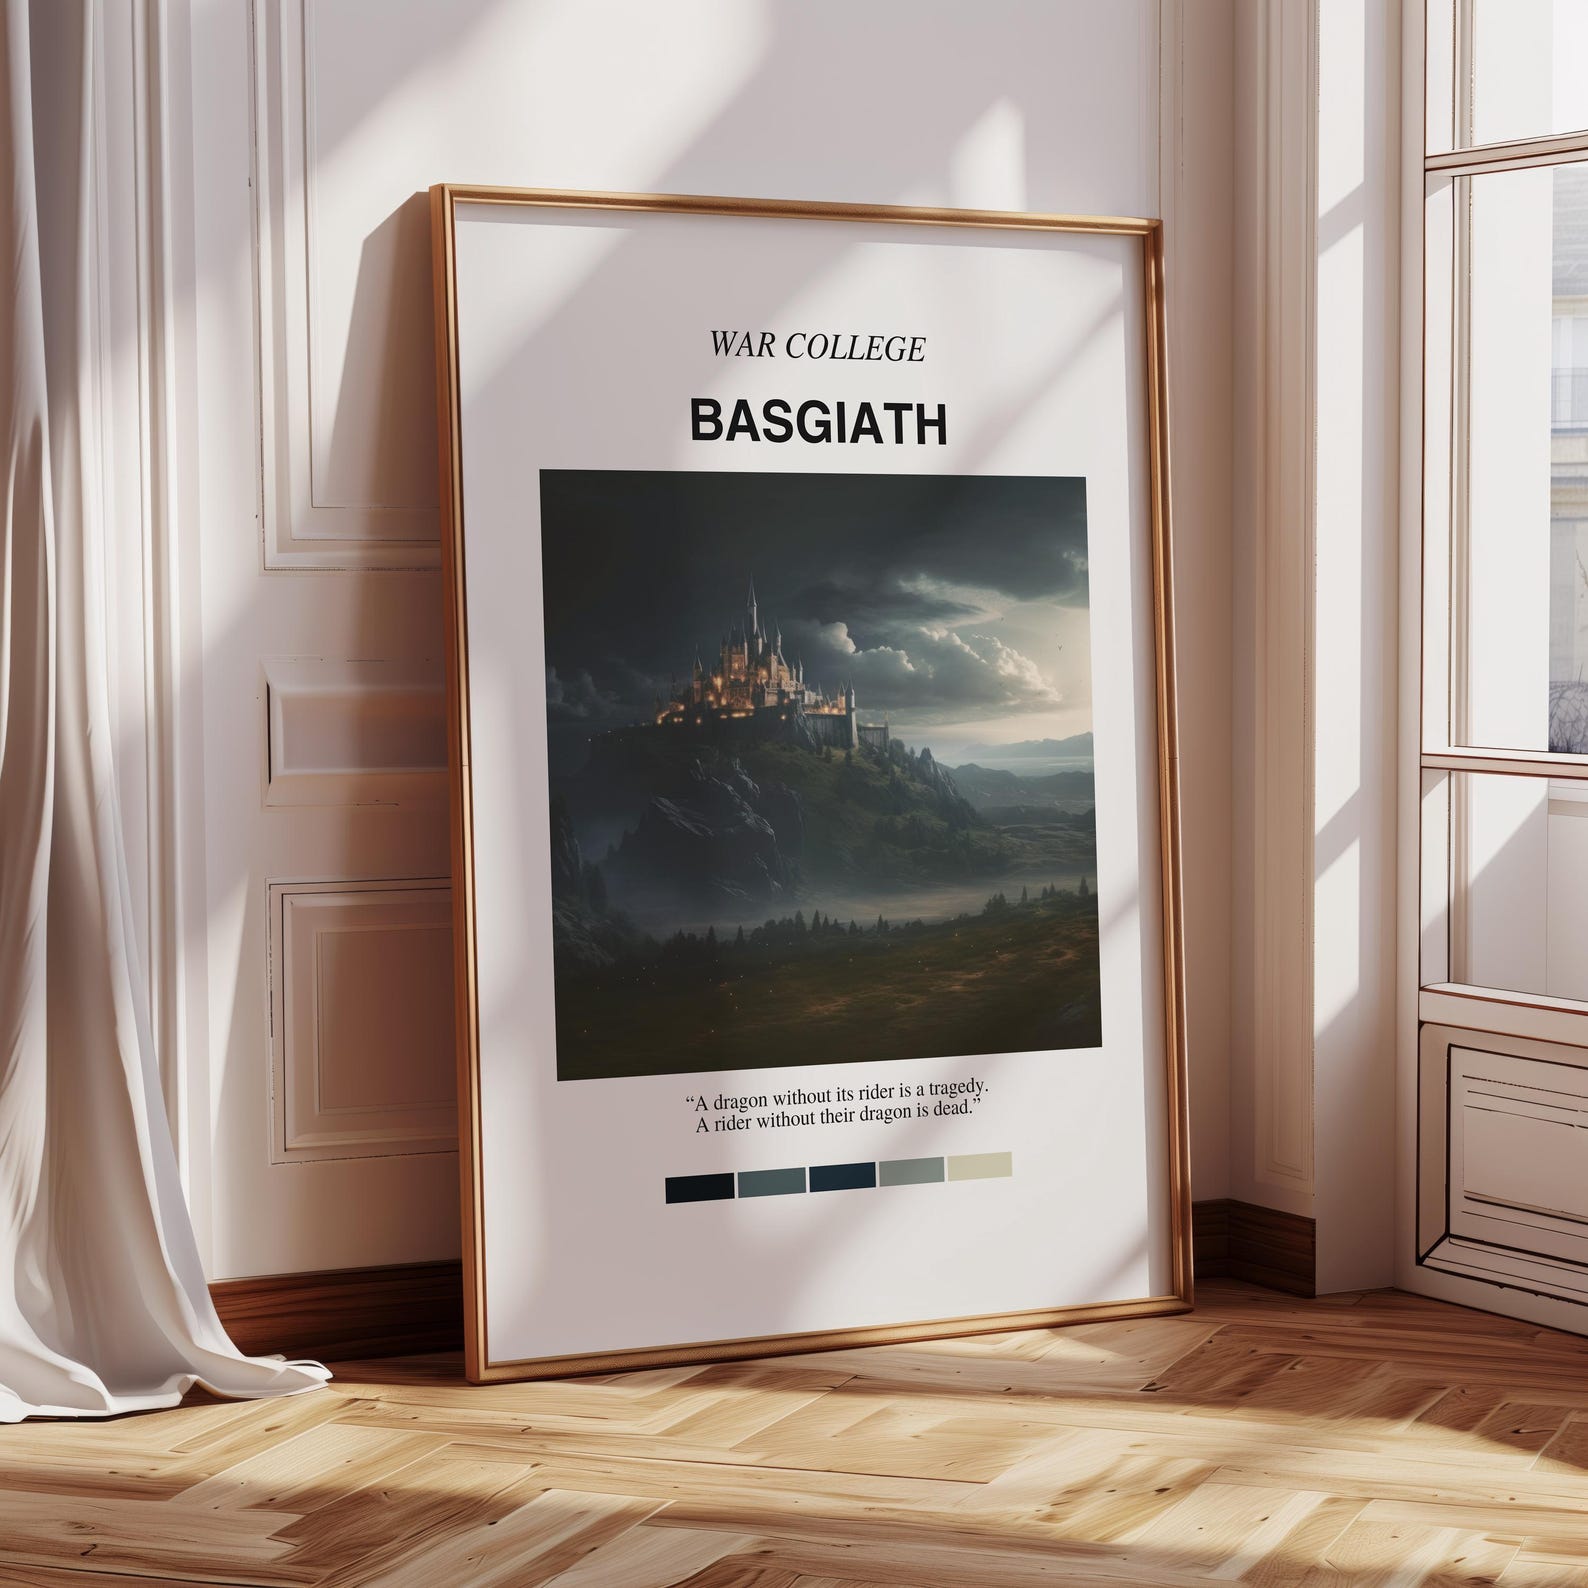 WAR COLLEGE
BASGIATH
“A dragon without its rider is a tragedy.
A rider without their dragon is dead.”